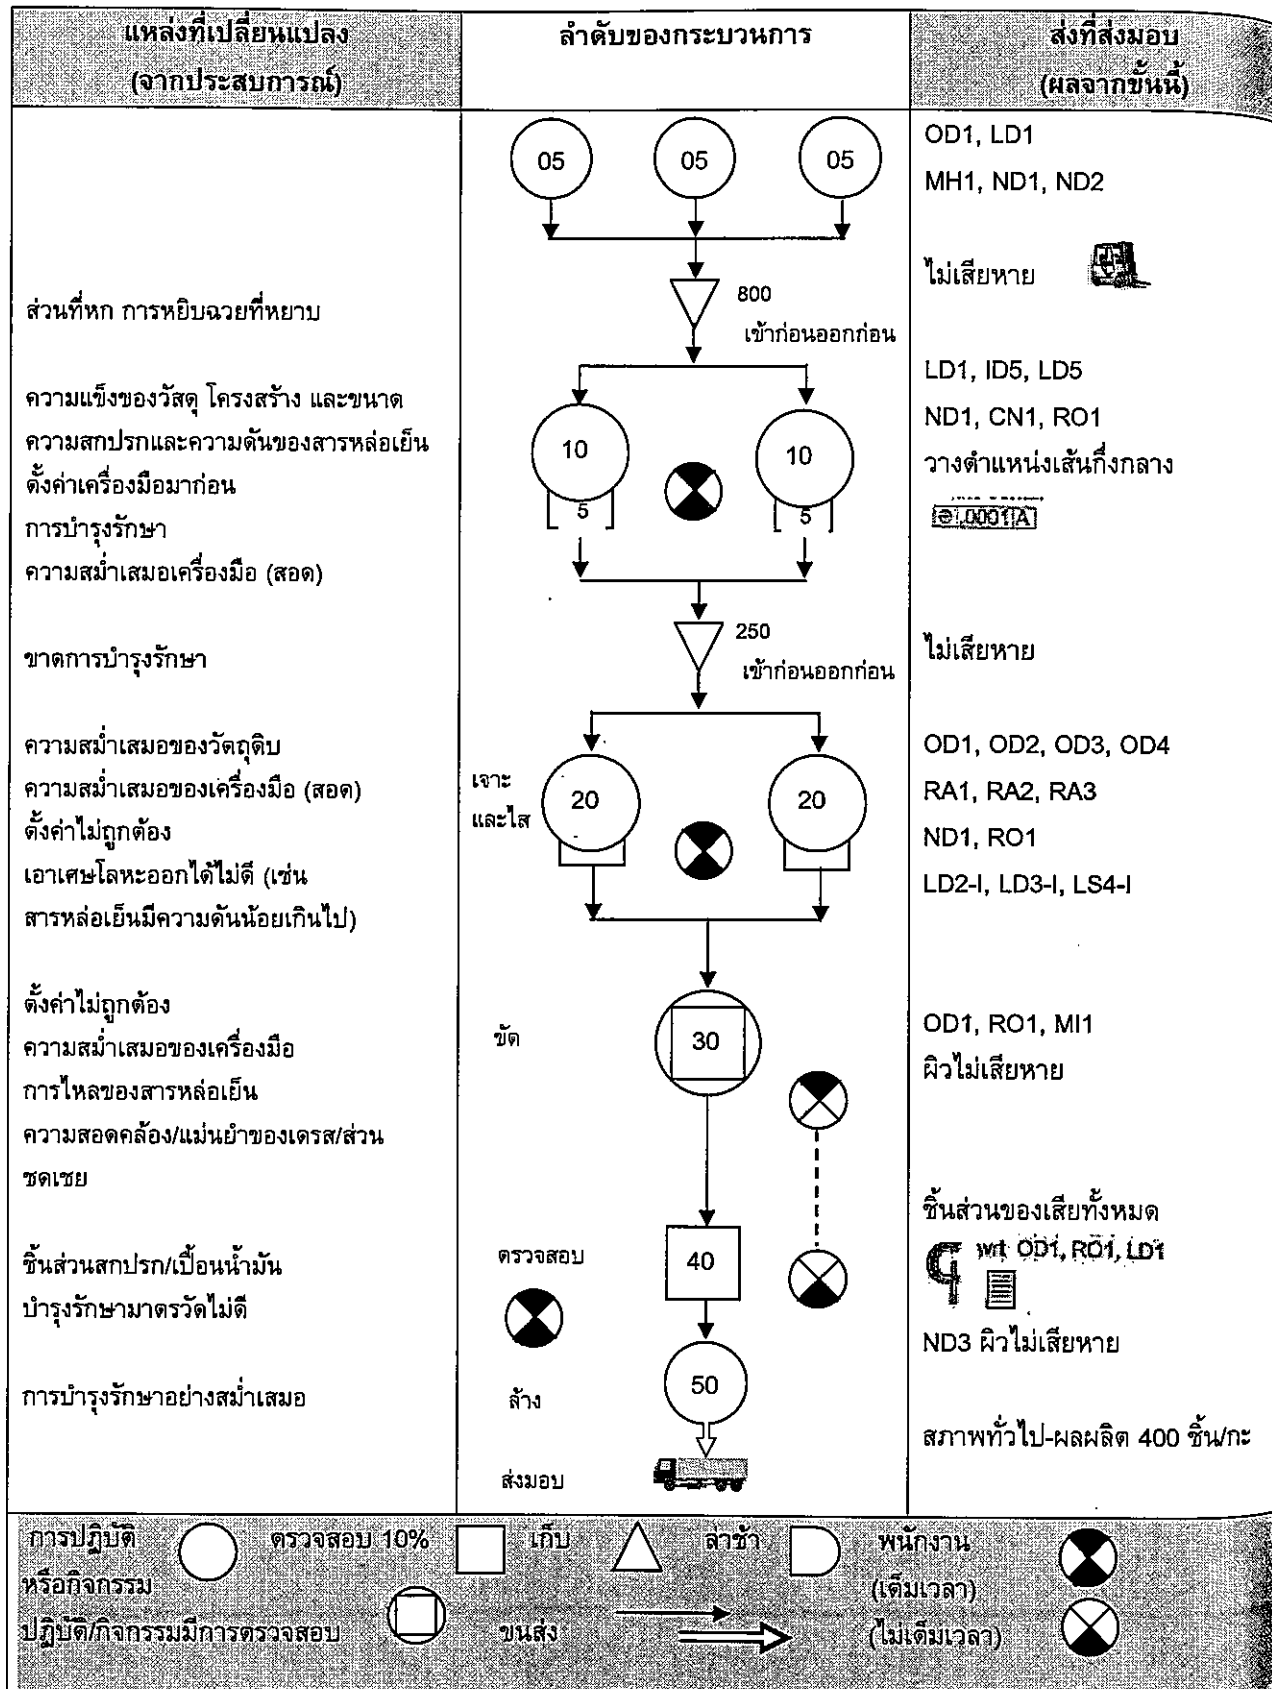 แหล่งที่เปลี่ยนแปลง
(จากประสบการณ์)
ลำดับของกระบวนการ
สิ่งที่ส่งมอบ
(ผลจากขั้นนี้)
05 05 05
OD1, LD1
MH1, ND1, ND2
ไม่เสียหาย
ส่วนที่หก การหยิบฉวยที่หยาบ
800
เข้าก่อนออกก่อน
ความแข็งของวัสดุ โครงสร้าง และขนาด
ความสกปรกและความดันของสารหล่อเย็น
ตั้งค่าเครื่องมือมาก่อน
การบำรุงรักษา
ความสม่ำเสมอเครื่องมือ (สอด)
10 10
5 5
LD1, ID5, LD5
ND1, CN1, RO1
วางตำแหน่งเส้นกึ่งกลาง
.0001 A
ขาดการบำรุงรักษา
250
เข้าก่อนออกก่อน
ไม่เสียหาย
ความสม่ำเสมอของวัตถุดิบ
ความสม่ำเสมอของเครื่องมือ (สอด)
ตั้งค่าไม่ถูกต้อง
เอาเศษโลหะออกได้ไม่ดี (เช่น
สารหล่อเย็นมีความดันน้อยเกินไป)
เจาะ
และไส
20 20
OD1, OD2, OD3, OD4
RA1, RA2, RA3
ND1, RO1
LD2-I, LD3-I, LS4-I
ตั้งค่าไม่ถูกต้อง
ความสม่ำเสมอของเครื่องมือ
การไหลของสารหล่อเย็น
ความสอดคล้อง/แม่นยำของเดรส/ส่วน
ชดเชย
ขัด
30
OD1, RO1, MI1
ผิวไม่เสียหาย
ชิ้นส่วนสกปรก/เปื้อนน้ำมัน
บำรุงรักษามาตรวัดไม่ดี
ตรวจสอบ
40
ชิ้นส่วนของเสียทั้งหมด
wrt OD1, RO1, LD1
ND3 ผิวไม่เสียหาย
การบำรุงรักษาอย่างสม่ำเสมอ
ล้าง
50
ส่งมอบ
สภาพทั่วไป-ผลผลิต 400 ชิ้น/กะ
การปฏิบัติ
หรือกิจกรรม
ตรวจสอบ 10%
เก็บ
ล่าช้า
พนักงาน
(เต็มเวลา)
ปฏิบัติ/กิจกรรมมีการตรวจสอบ
ขนส่ง
(ไม่เต็มเวลา)